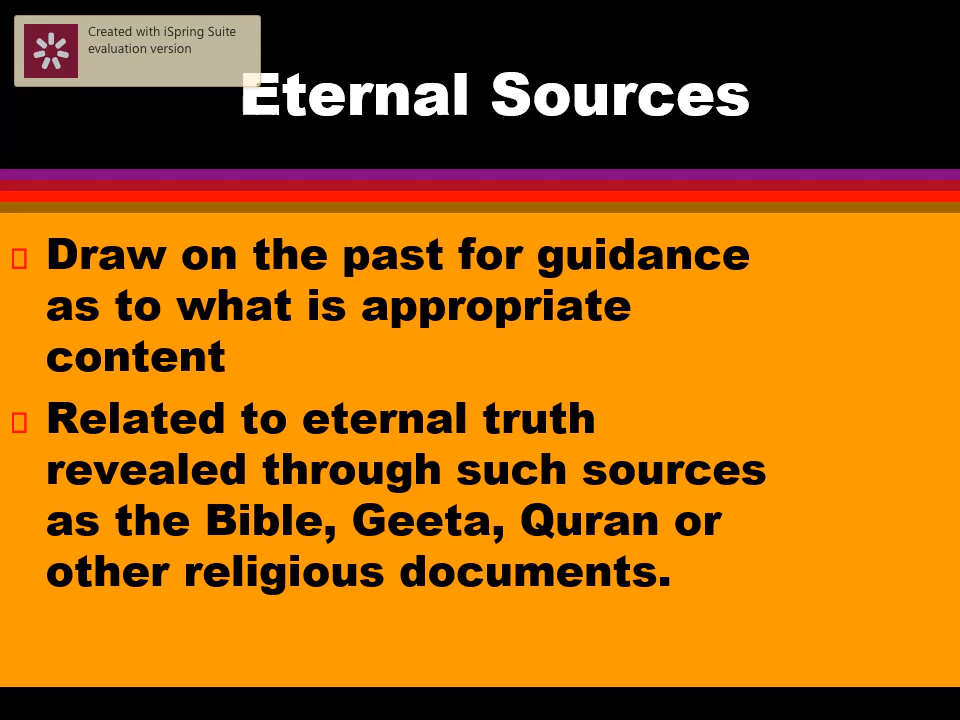 Created with iSpring Suite
evaluation version
Eternal Sources
Draw on the past for guidance
as to what is appropriate
content
Related to eternal truth
revealed through such sources
as the Bible, Geeta, Quran or
other religious documents.